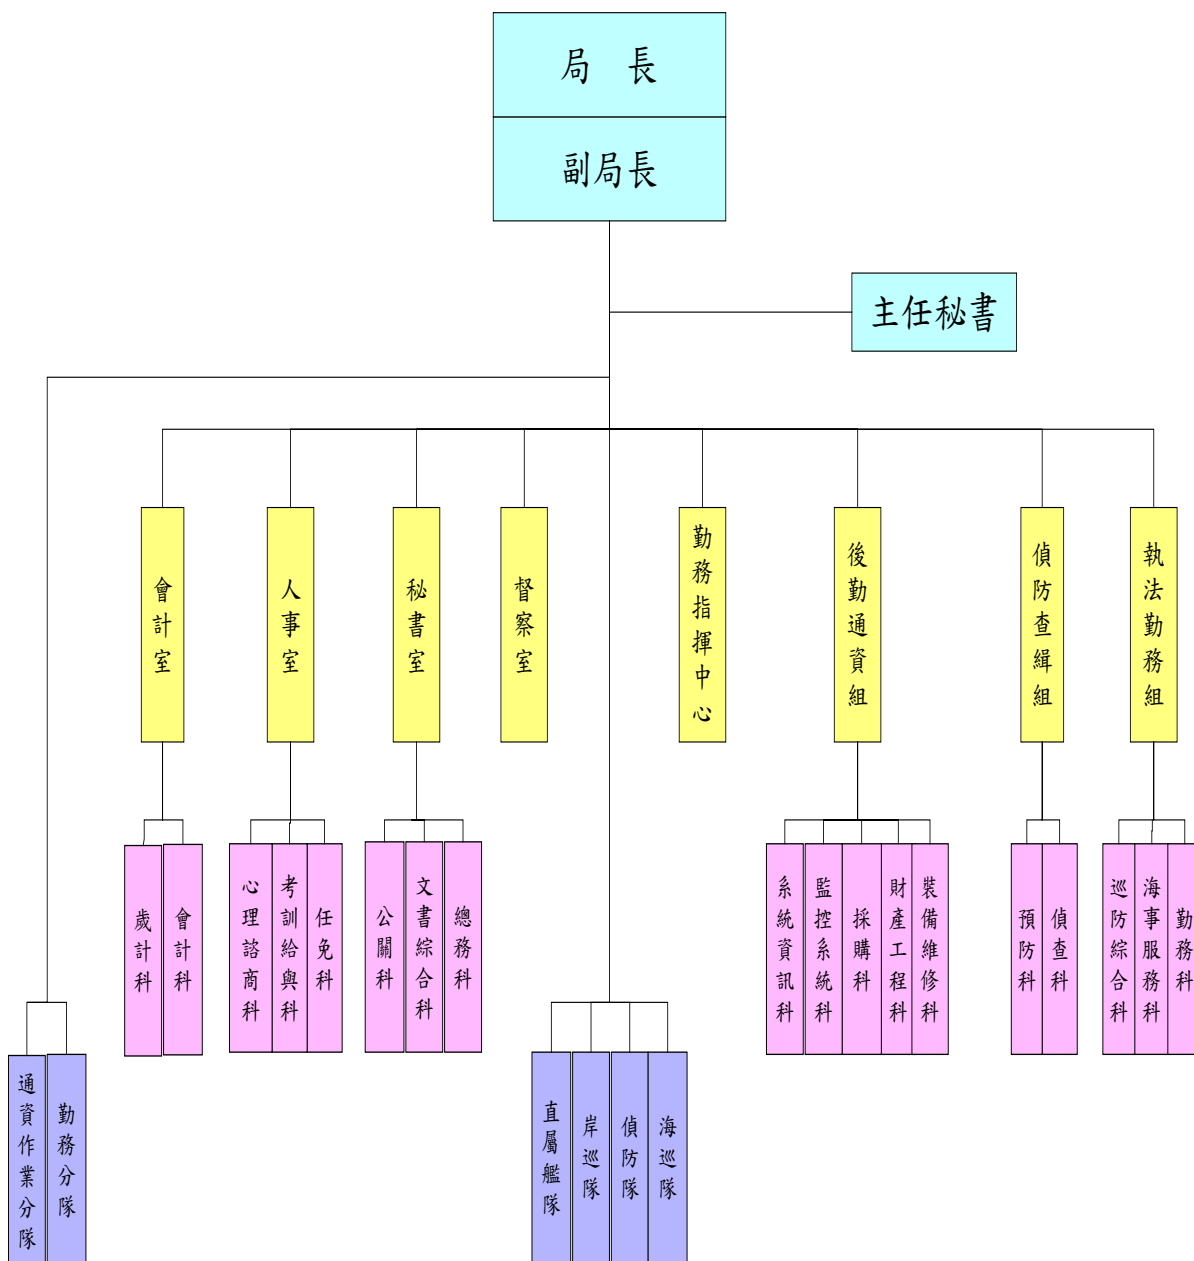 局 長
副局長
主任秘書
會計室
人事室
秘書室
督察室
勤務指揮中心
後勤通資組
偵防查緝組
執法勤務組
歲計科
會計科
心理諮商科
考訓給與科
任免科
公關科
文書綜合科
總務科
系統資訊科
監控系統科
採購科
財產工程科
裝備維修科
預防科
偵查科
巡防綜合科
海事服務科
勤務科
通資作業分隊
勤務分隊
直屬艦隊
岸巡隊
偵防隊
海巡隊